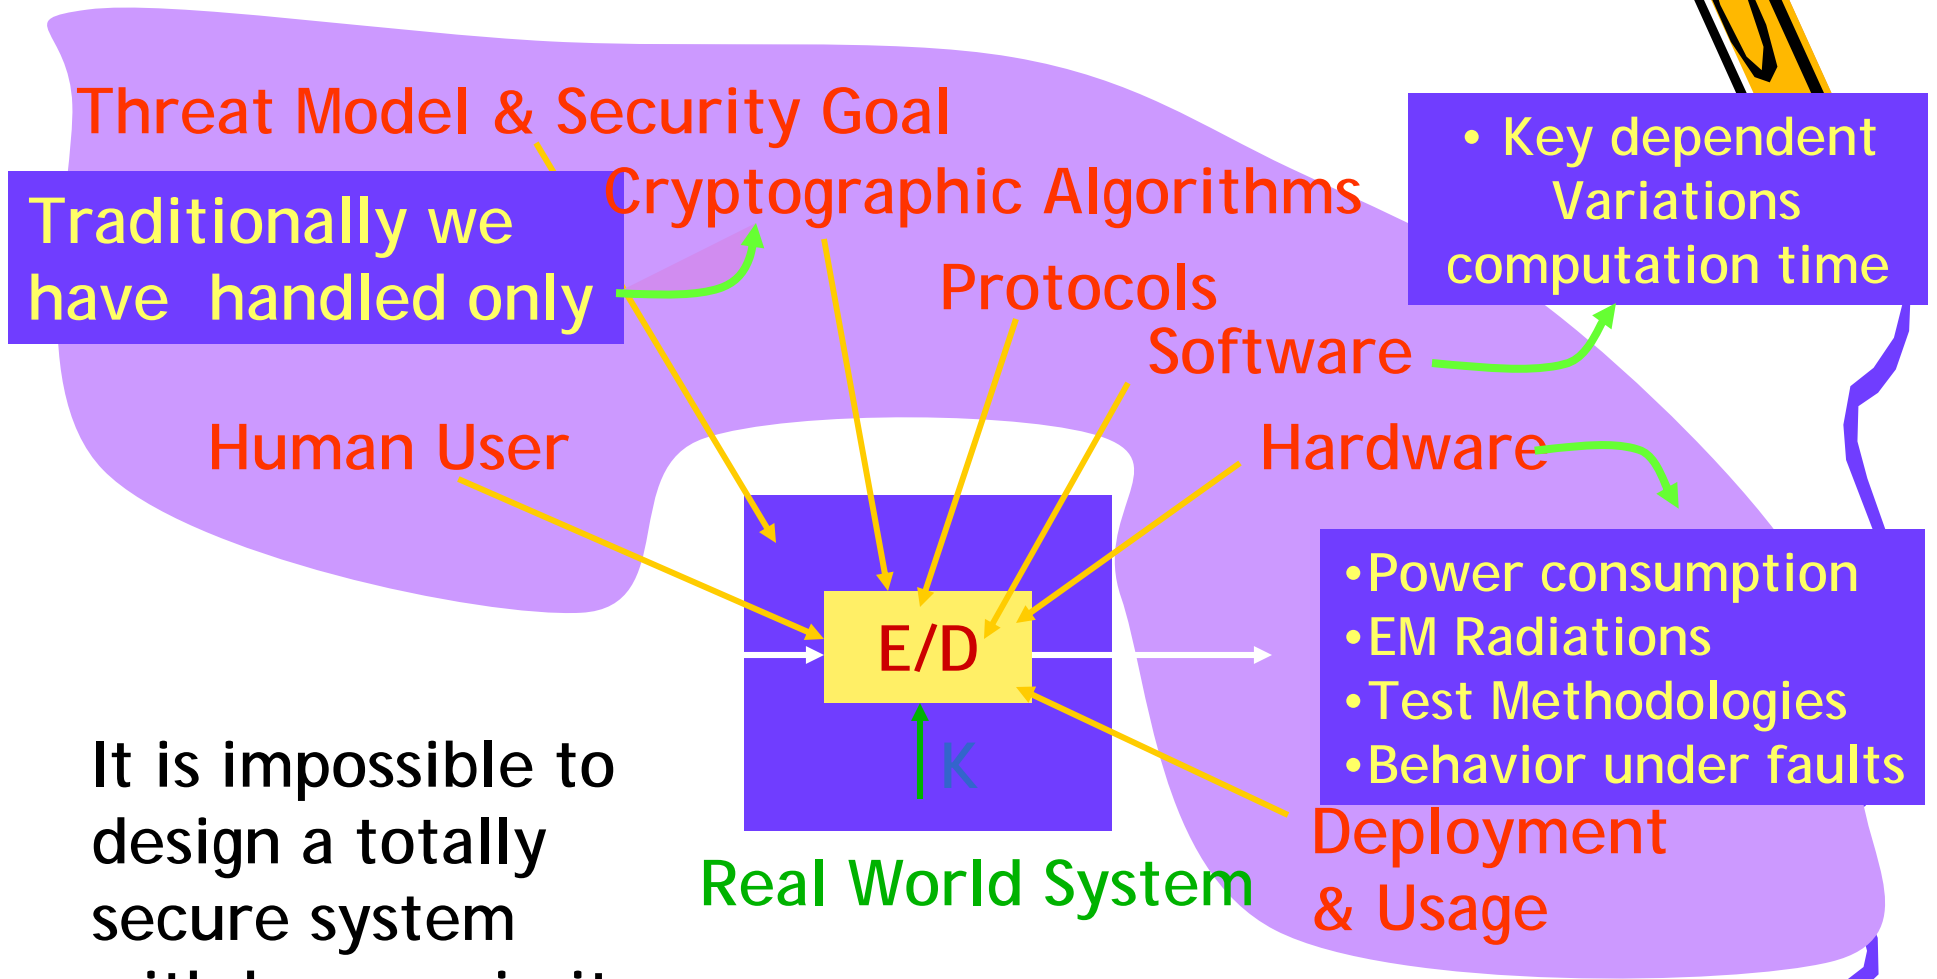 Threat Model & Security Goal
Cryptographic Algorithms
Traditionally we
have handled only
Protocols
Software
Hardware
Human User
• Key dependent
Variations
computation time
•Power consumption
•EM Radiations
•Test Methodologies
•Behavior under faults
E/D
K
Real World System
Deployment
& Usage
It is impossible to
design a totally
secure system